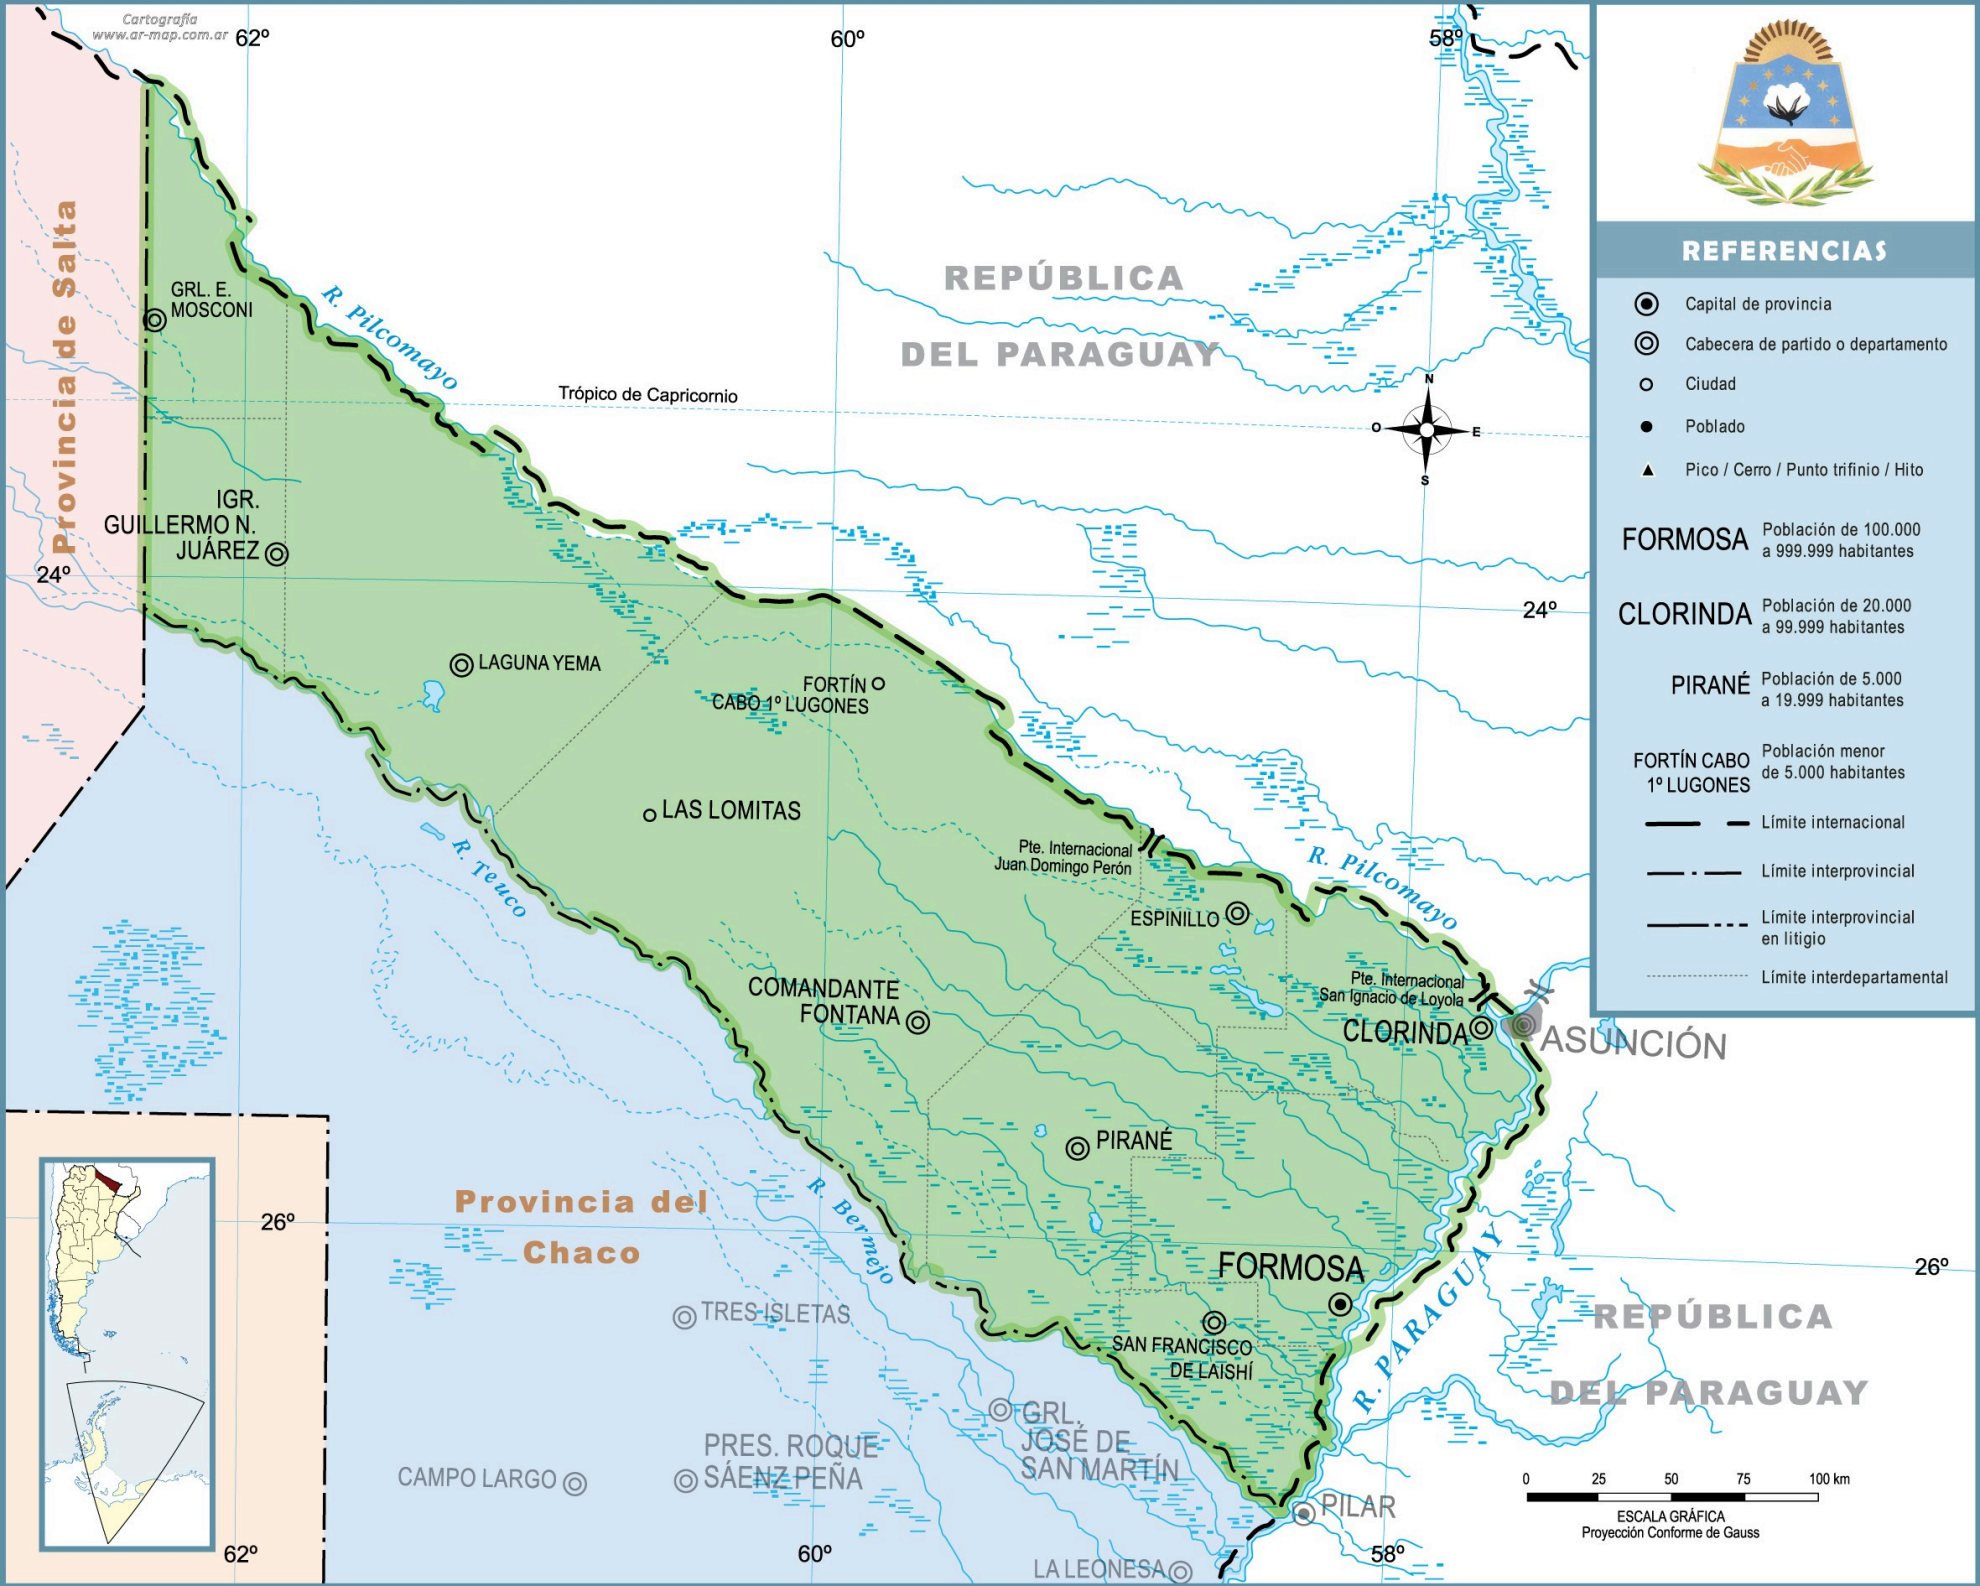 Cartografía
www.ar-map.com.ar
62º
60º
58º
Provincia de Salta
GRL. E.
MOSCONI
R. Pilcomayo
REPÚBLICA
DEL PARAGUAY
Trópico de Capricornio
N
O
E
S
IGR.
GUILLERMO N.
JUÁREZ
24º
24º
LAGUNA YEMA
FORTÍN
CABO 1º LUGONES
LAS LOMITAS
R. Teuco
Pte. Internacional
Juan Domingo Perón
R. Pilcomayo
ESPINILLO
COMANDANTE
FONTANA
Pte. Internacional
San Ignacio de Loyola
CLORINDA
ASUNCIÓN
PIRANÉ
R. Bermejo
Provincia del
Chaco
26º
26º
FORMOSA
R. PARAGUAY
REPÚBLICA
DEL PARAGUAY
TRES ISLETAS
SAN FRANCISCO
DE LAISHÍ
GRL.
JOSÉ DE
SAN MARTÍN
PRES. ROQUE
SÁENZ PEÑA
CAMPO LARGO
PILAR
LA LEONESA
62º
60º
58º
REFERENCIAS
Capital de provincia
Cabecera de partido o departamento
Ciudad
Poblado
Pico / Cerro / Punto trifinio / Hito
FORMOSA
Población de 100.000
a 999.999 habitantes
CLORINDA
Población de 20.000
a 99.999 habitantes
PIRANÉ
Población de 5.000
a 19.999 habitantes
FORTÍN CABO
1º LUGONES
Población menor
de 5.000 habitantes
Límite internacional
Límite interprovincial
Límite interprovincial
en litigio
Límite interdepartamental
0 25 50 75 100 km
ESCALA GRÁFICA
Proyección Conforme de Gauss